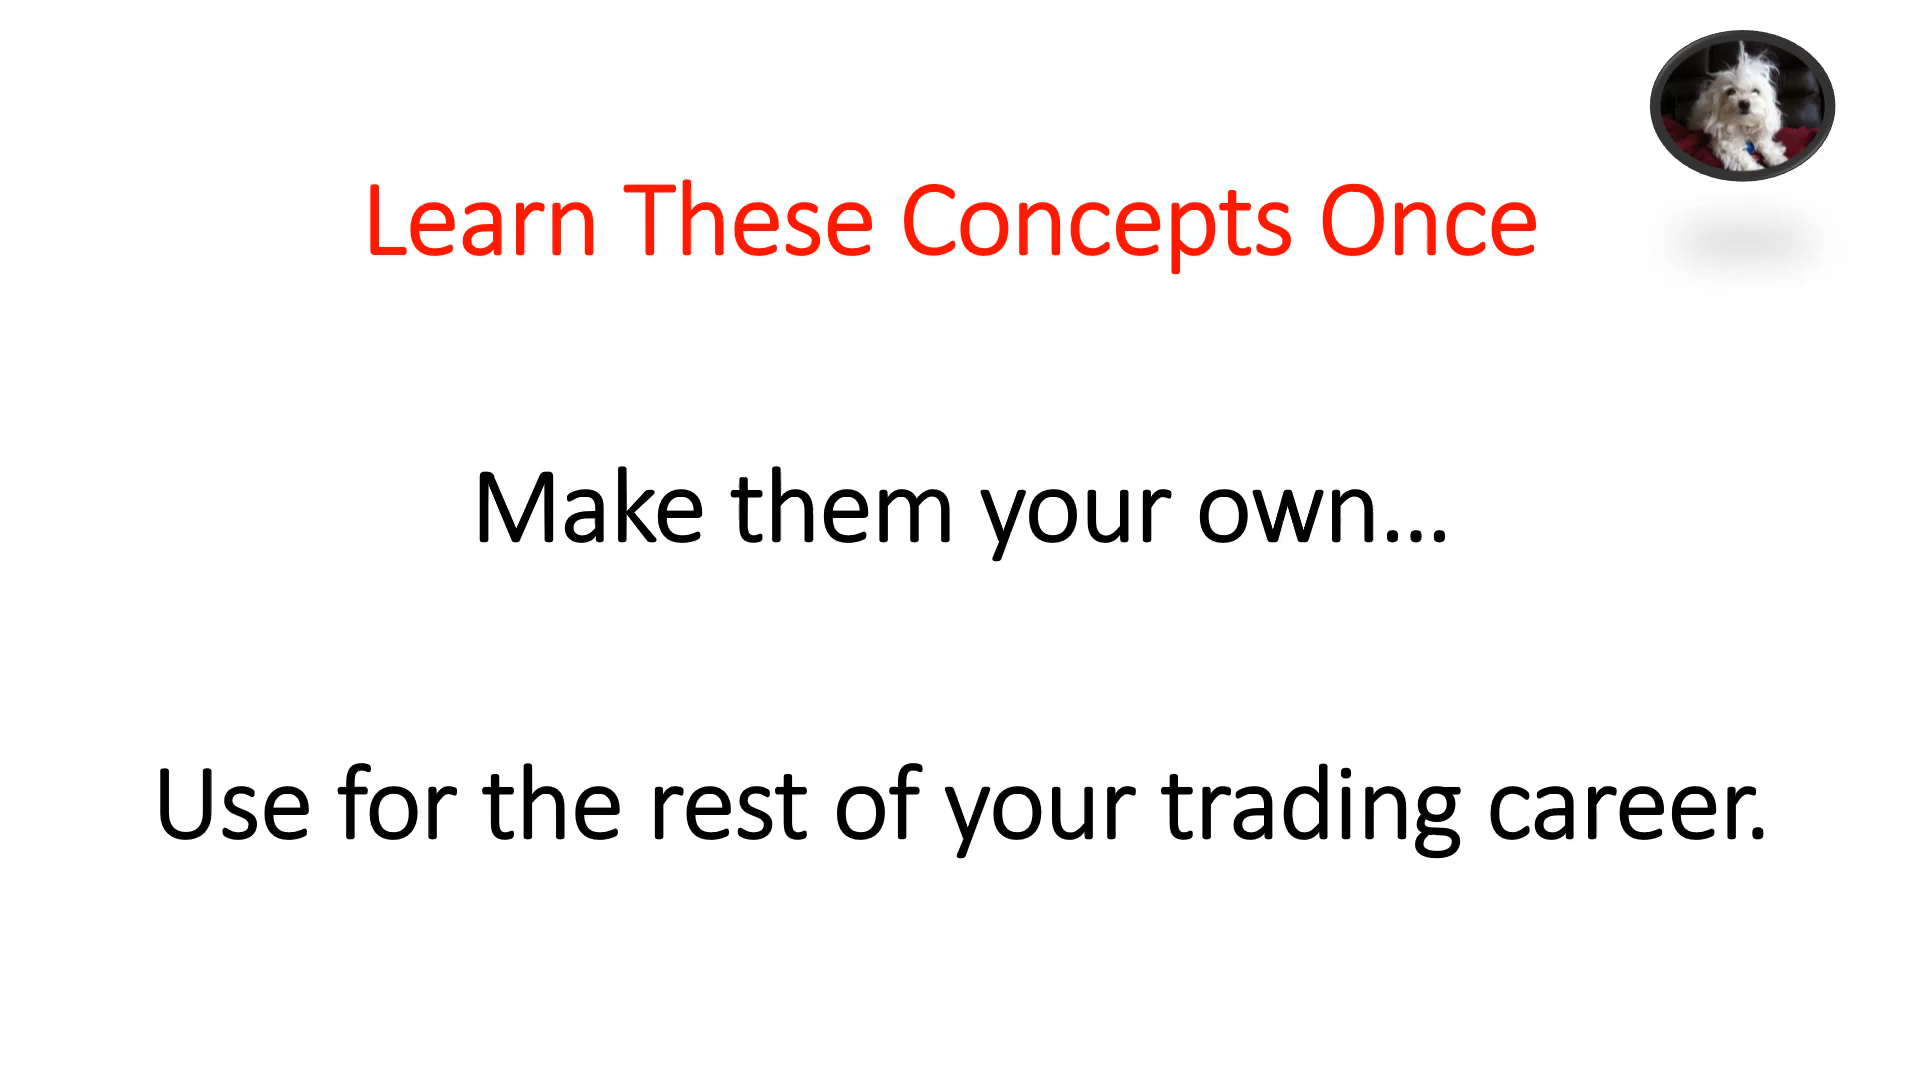 Learn These Concepts Once
Make them your own...
Use for the rest of your trading career.